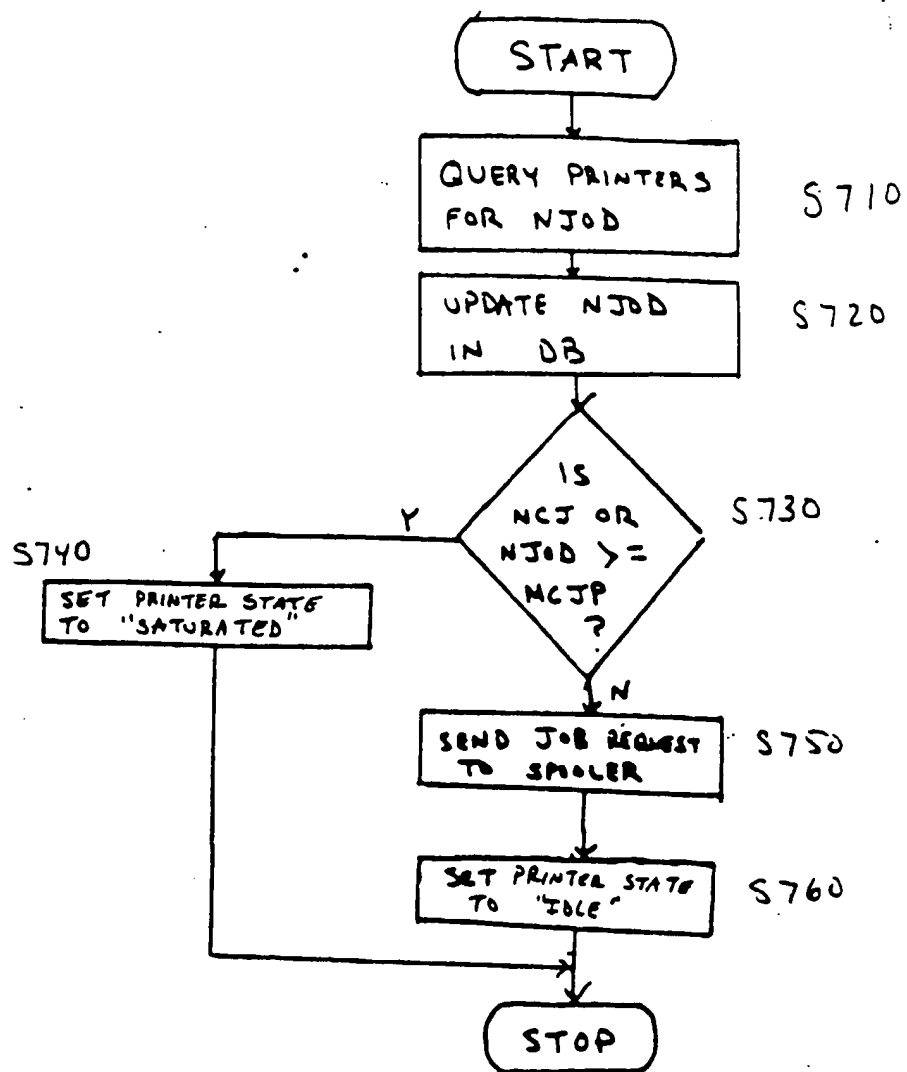 START
QUERY PRINTERS
FOR NJOD
S710
UPDATE NJOD
IN DB
S720
IS
NCJ OR
NJOD >=
MCJP
?
S730
Y
S740
SET PRINTER STATE
TO "SATURATED"
N
SEND JOB REQUEST
TO SPOOLER
S750
SET PRINTER STATE
TO "IDLE"
S760
STOP